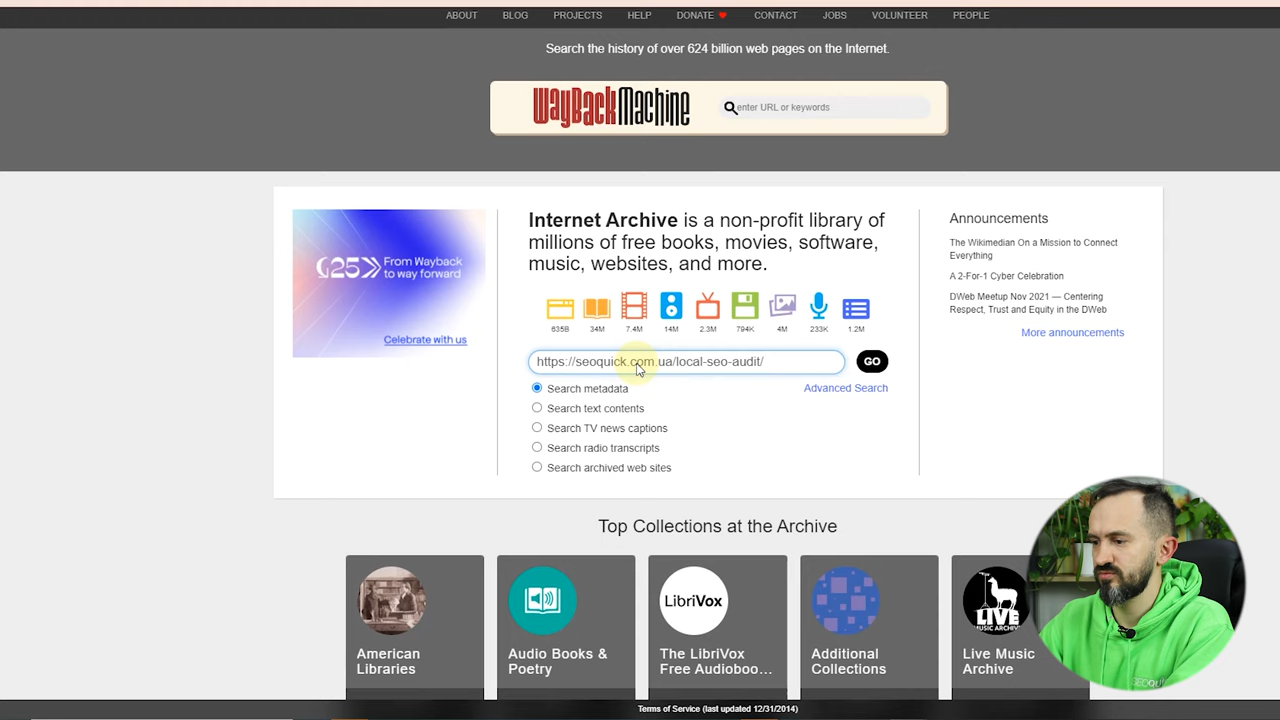 ABOUT BLOG PROJECTS HELP DONATE CONTACT JOBS VOLUNTEER PEOPLE
Search the history of over 624 billion web pages on the Internet.
WayBackMachine
enter URL or keywords
25
From Wayback
to way forward
Celebrate with us
Internet Archive is a non-profit library of
millions of free books, movies, software,
music, websites, and more.
635B 34M 7.4M 14M 2.3M 794K 4M 233K 1.2M
https://seoquick.com.ua/local-seo-audit/
GO
Search metadata
Advanced Search
Search text contents
Search TV news captions
Search radio transcripts
Search archived web sites
Announcements
The Wikimedian On a Mission to Connect
Everything
A 2-For-1 Cyber Celebration
DWeb Meetup Nov 2021 — Centering
Respect, Trust and Equity in the DWeb
More announcements
Top Collections at the Archive
American
Libraries
Audio Books &
Poetry
LibriVox
The LibriVox
Free Audioboo...
Additional
Collections
LIVE
MUSIC ARCHIVE
Live Music
Archive
Terms of Service (last updated 12/31/2014)